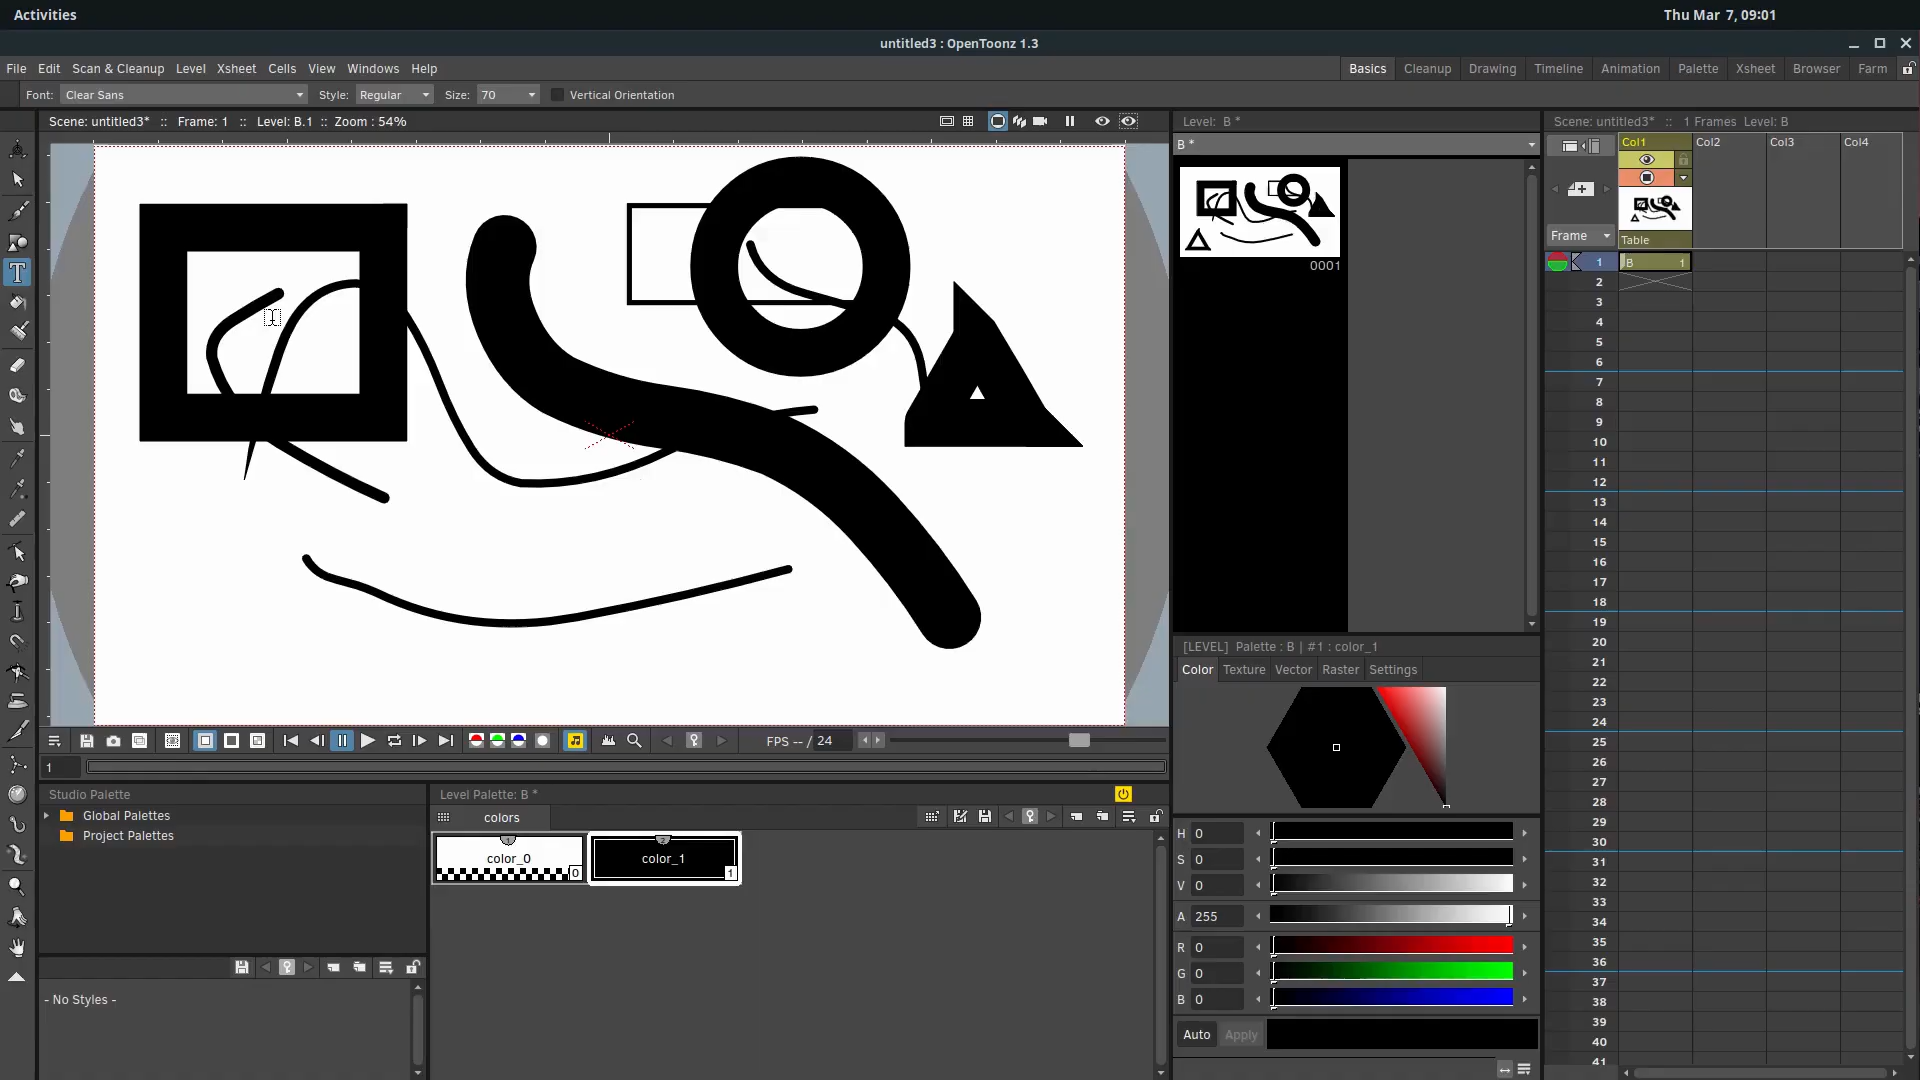 Activities
Thu Mar 7, 09:01
untitled3 : OpenToonz 1.3
File Edit Scan & Cleanup Level Xsheet Cells View Windows Help
Basics Cleanup Drawing Timeline Animation Palette Xsheet Browser Farm
Font: Clear Sans Style: Regular Size: 70 Vertical Orientation
Scene: untitled3* :: Frame: 1 :: Level: B.1 :: Zoom : 54%
Level: B *
B *
0001
Scene: untitled3* :: 1 Frames Level: B
Col1 Col2 Col3 Col4
Frame
Table
1 B 1
2
3
4
5
6
7
8
9
10
11
12
13
14
15
16
17
18
19
20
21
22
23
24
25
26
27
28
29
30
31
32
33
34
35
36
37
38
39
40
41
FPS -- / 24
1
[LEVEL] Palette : B | #1 : color_1
Color Texture Vector Raster Settings
H 0
S 0
V 0
A 255
R 0
G 0
B 0
Auto Apply
Studio Palette
Global Palettes
Project Palettes
- No Styles -
Level Palette: B *
colors
1 2
color_0 color_1
0 1